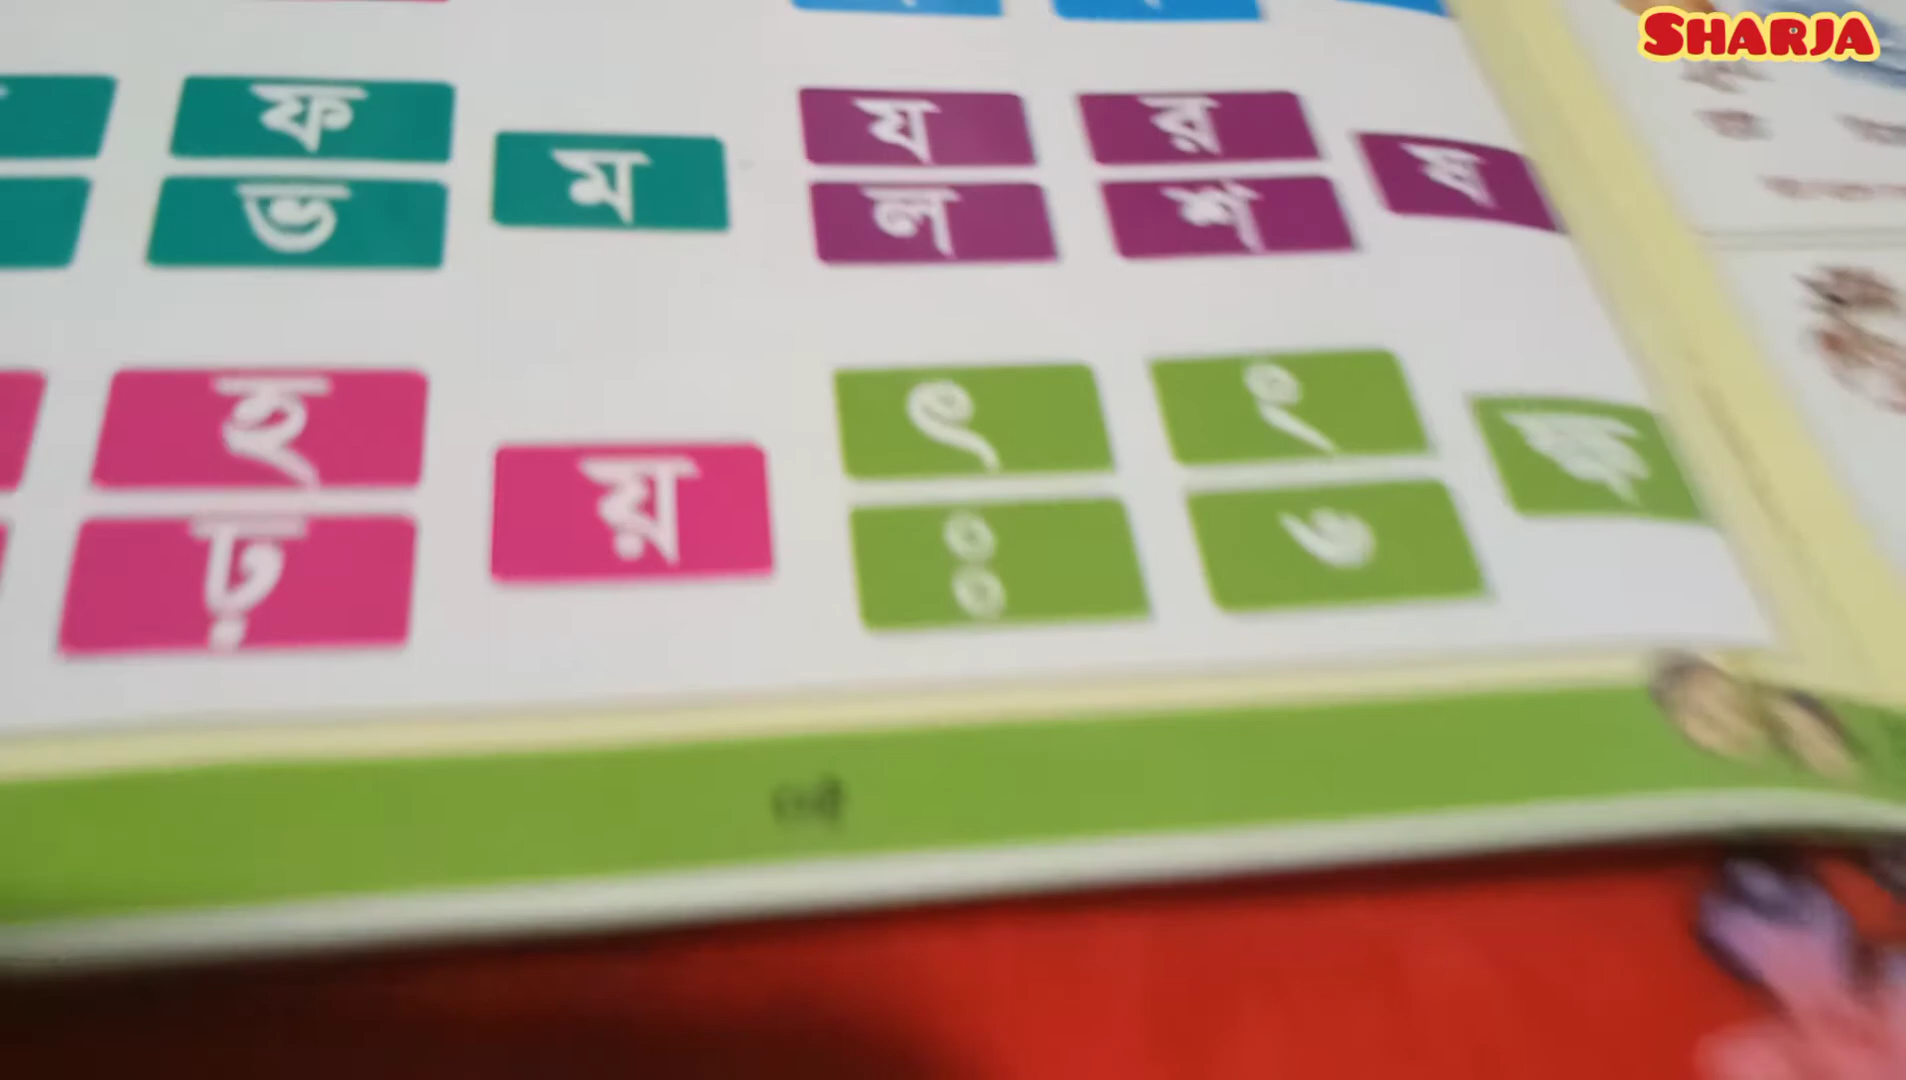 SHARJA
ফ
ভ
ম
য র
ল শ
ষ
হ
ঢ়
য়
ৎ ং
ঃ ঁ